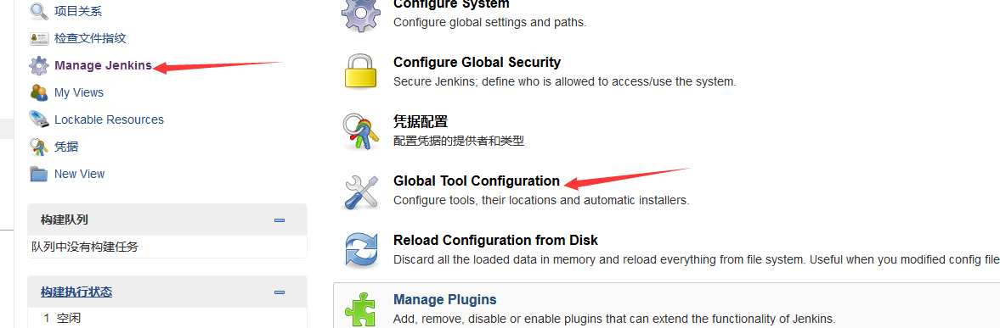 项目关系
检查文件指纹
Manage Jenkins
My Views
Lockable Resources
凭据
New View
构建队列
队列中没有构建任务
构建执行状态
1 空闲
Configure System
Configure global settings and paths.
Configure Global Security
Secure Jenkins; define who is allowed to access/use the system.
凭据配置
配置凭据的提供者和类型
Global Tool Configuration
Configure tools, their locations and automatic installers.
Reload Configuration from Disk
Discard all the loaded data in memory and reload everything from file system. Useful when you modified config file
Manage Plugins
Add, remove, disable or enable plugins that can extend the functionality of Jenkins.